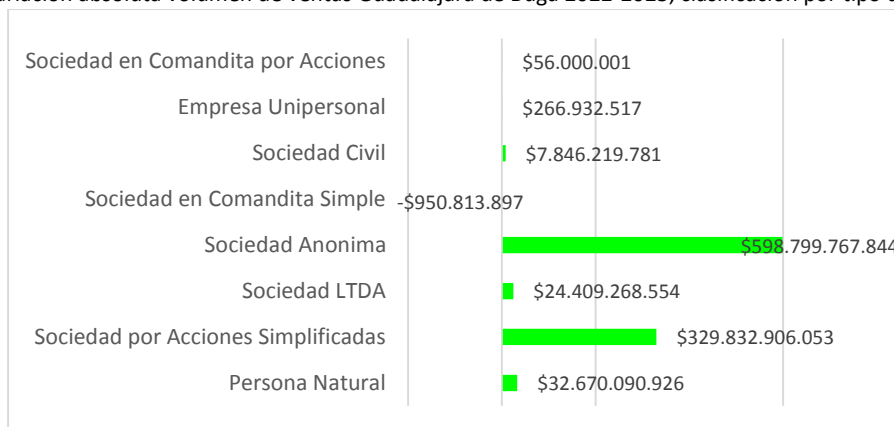 Sociedad en Comandita por Acciones $56.000.001
Empresa Unipersonal $266.932.517
Sociedad Civil $7.846.219.781
Sociedad en Comandita Simple -$950.813.897
Sociedad Anonima $598.799.767.844
Sociedad LTDA $24.409.268.554
Sociedad por Acciones Simplificadas $329.832.906.053
Persona Natural $32.670.090.926